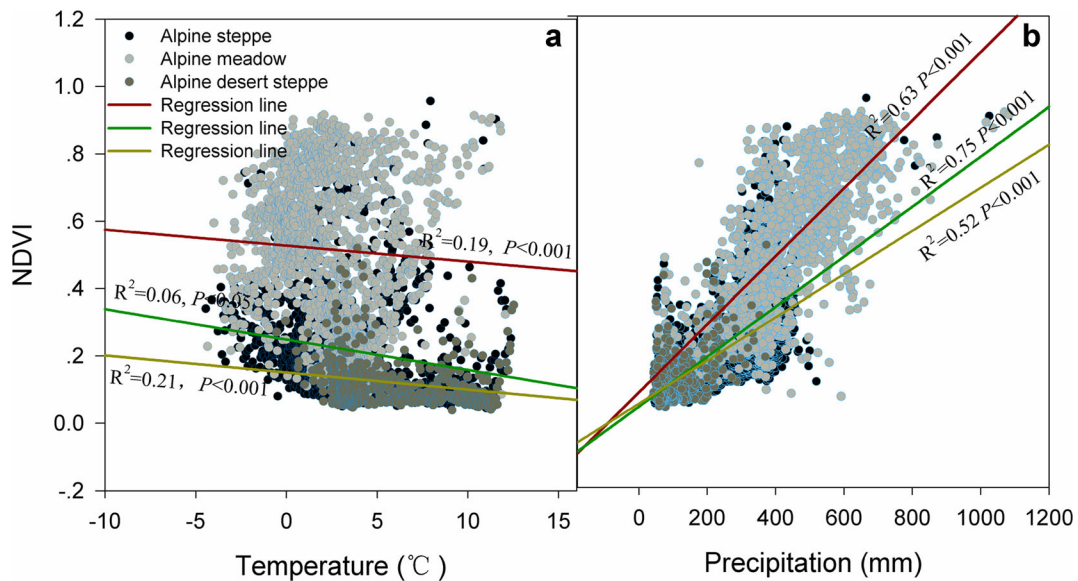 a
Alpine steppe
Alpine meadow
Alpine desert steppe
Regression line
Regression line
Regression line
NDVI
1.2
1.0
.8
.6
.4
.2
0.0
-.2
R²=0.19, P<0.001
R²=0.06, P<0.05
R²=0.21, P<0.001
-10
-5
0
5
10
15
Temperature (℃)
b
R²=0.63 P<0.001
R²=0.75 P<0.001
R²=0.52 P<0.001
0
200
400
600
800
1000
1200
Precipitation (mm)